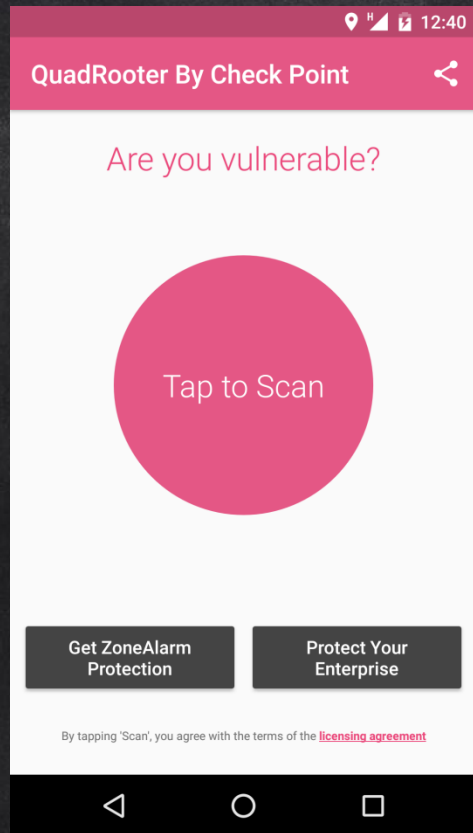 H 12:40
QuadRooter By Check Point
Are you vulnerable?
Tap to Scan
Get ZoneAlarm
Protection
Protect Your
Enterprise
By tapping 'Scan', you agree with the terms of the licensing agreement